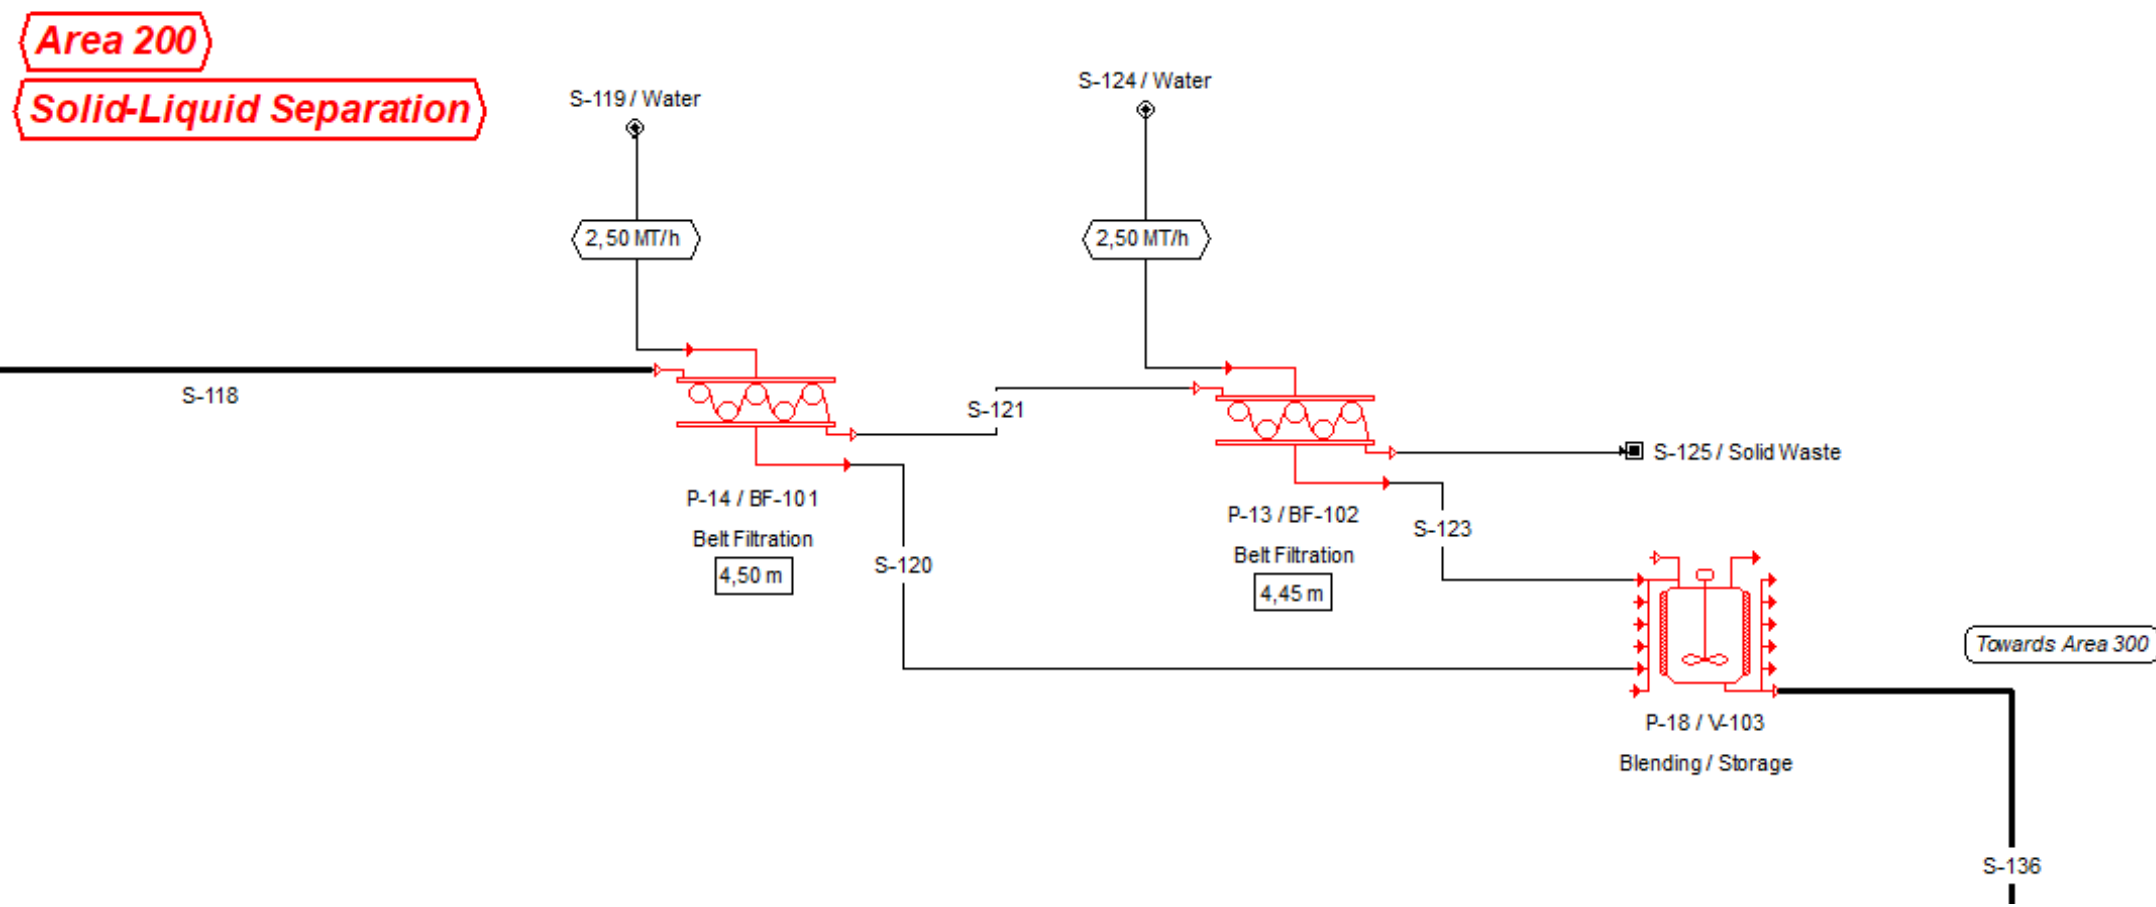 Area 200
Solid-Liquid Separation
S-119 / Water
S-124 / Water
2,50 MT/h
2,50 MT/h
S-118
S-121
S-125 / Solid Waste
P-14 / BF-101
Belt Filtration
4,50 m
S-120
P-13 / BF-102
Belt Filtration
4,45 m
S-123
Towards Area 300
P-18 / V-103
Blending / Storage
S-136